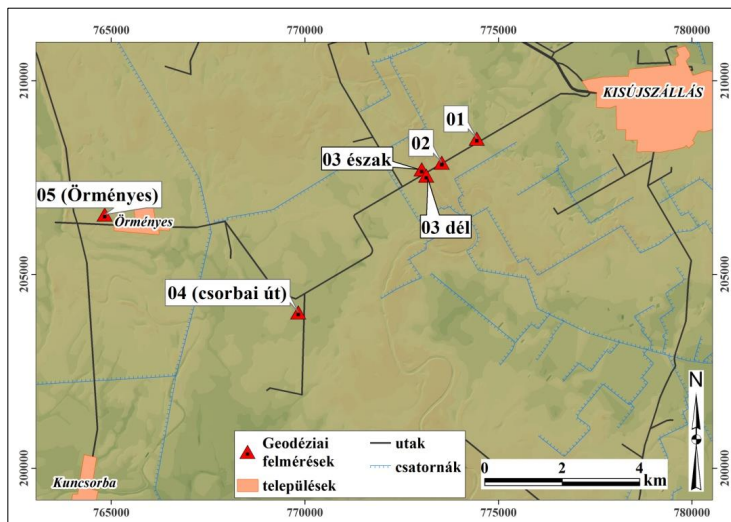 765000 770000 775000 780000
210000 210000
KISÚJSZÁLLÁS
01
02
03 észak
05 (Örményes)
Örményes
03 dél
205000 205000
04 (csorbai út)
N
Geodéziai felmérések
utak
csatornák
települések
0 2 4
km
200000 200000
Kuncsorba
765000 770000 775000 780000